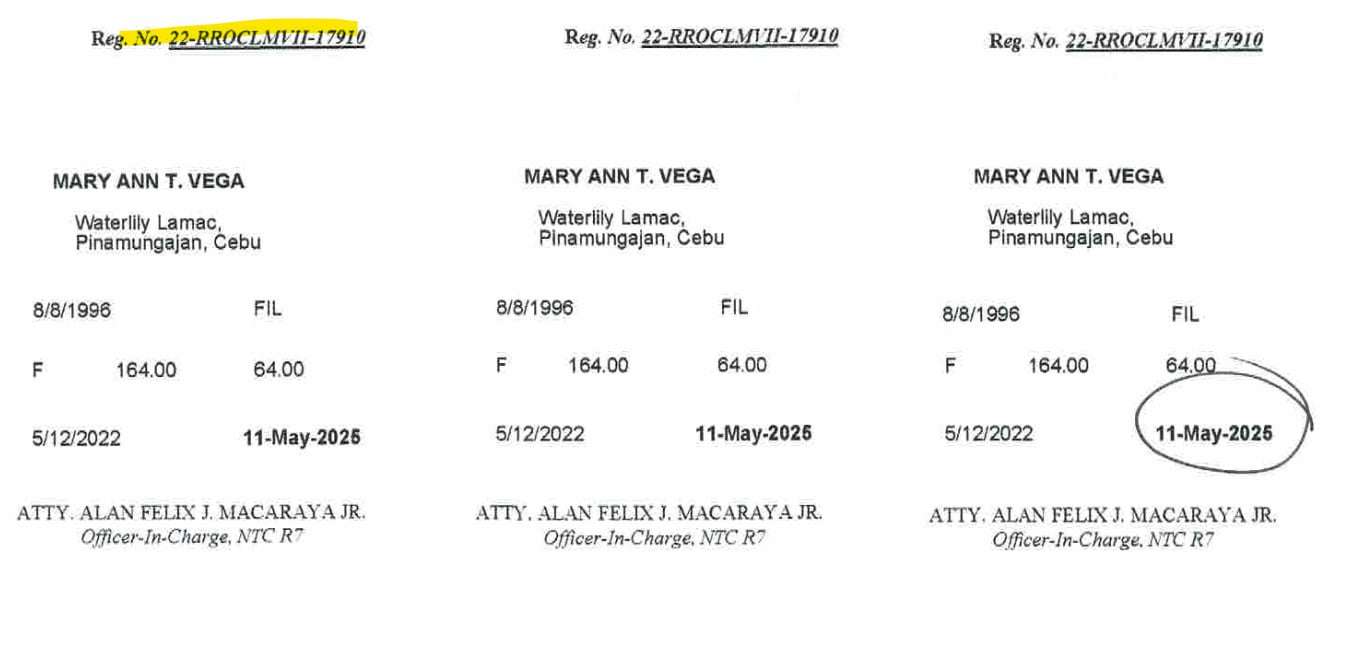 Reg. No. 22-RROCLMVII-17910
MARY ANN T. VEGA
Waterlily Lamac,
Pinamungajan, Cebu
8/8/1996 FIL
F 164.00 64.00
5/12/2022 11-May-2025
ATTY. ALAN FELIX J. MACARAYA JR.
Officer-In-Charge, NTC R7
Reg. No. 22-RROCLMVII-17910
MARY ANN T. VEGA
Waterlily Lamac,
Pinamungajan, Cebu
8/8/1996 FIL
F 164.00 64.00
5/12/2022 11-May-2025
ATTY. ALAN FELIX J. MACARAYA JR.
Officer-In-Charge, NTC R7
Reg. No. 22-RROCLMVII-17910
MARY ANN T. VEGA
Waterlily Lamac,
Pinamungajan, Cebu
8/8/1996 FIL
F 164.00 64.00
5/12/2022 11-May-2025
ATTY. ALAN FELIX J. MACARAYA JR.
Officer-In-Charge, NTC R7